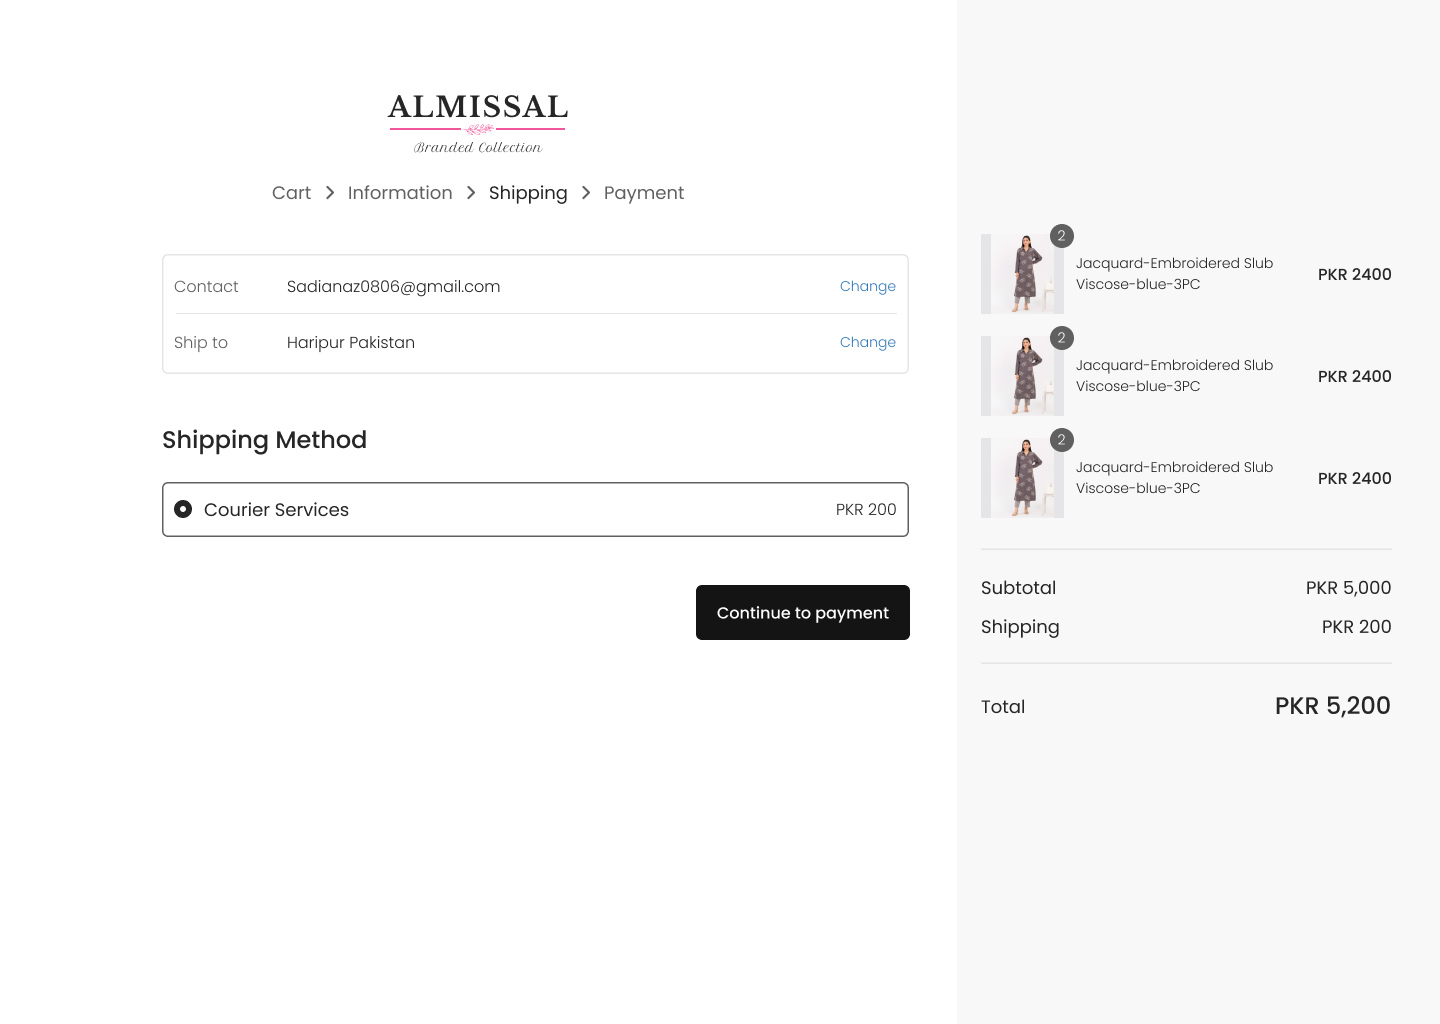 ALMISSAL
Branded Collection
Cart > Information > Shipping > Payment
Contact Sadianaz0806@gmail.com Change
Ship to Haripur Pakistan Change
Shipping Method
Courier Services PKR 200
Continue to payment
2
Jacquard-Embroidered Slub
Viscose-blue-3PC
PKR 2400
2
Jacquard-Embroidered Slub
Viscose-blue-3PC
PKR 2400
2
Jacquard-Embroidered Slub
Viscose-blue-3PC
PKR 2400
Subtotal PKR 5,000
Shipping PKR 200
Total PKR 5,200